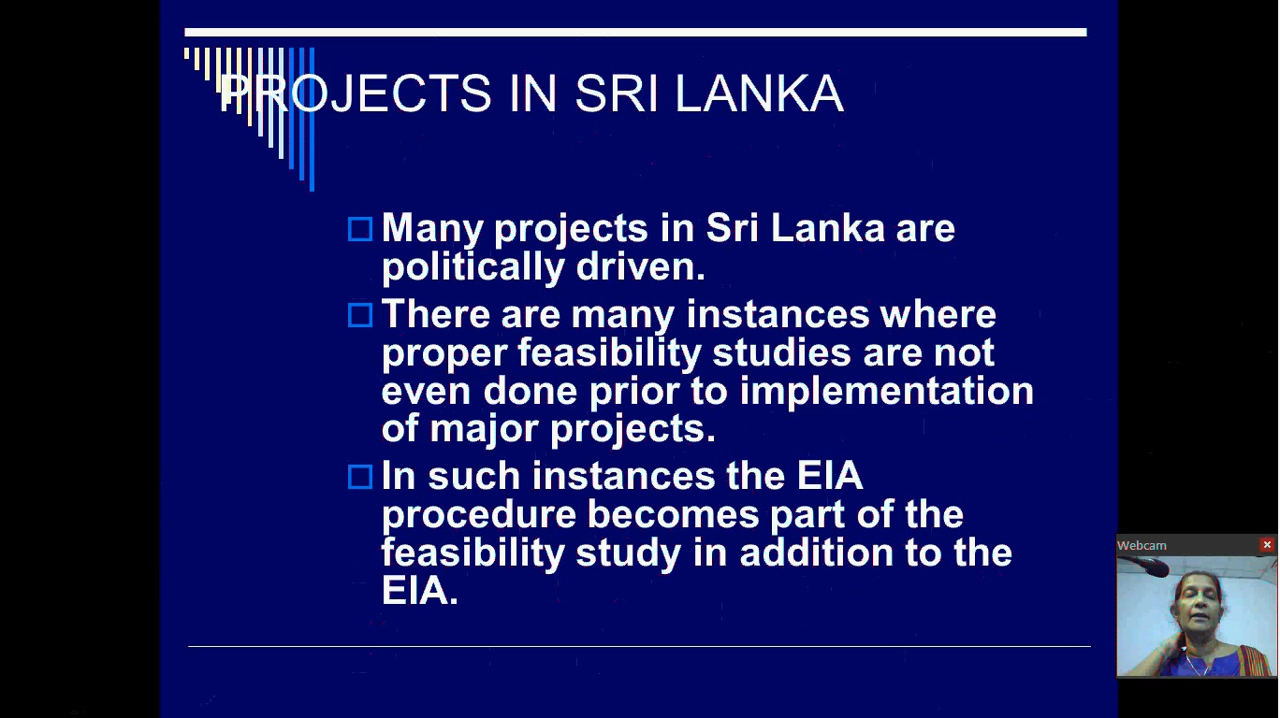 PROJECTS IN SRI LANKA
Many projects in Sri Lanka are
politically driven.
There are many instances where
proper feasibility studies are not
even done prior to implementation
of major projects.
In such instances the EIA
procedure becomes part of the
feasibility study in addition to the
EIA.
Webcam